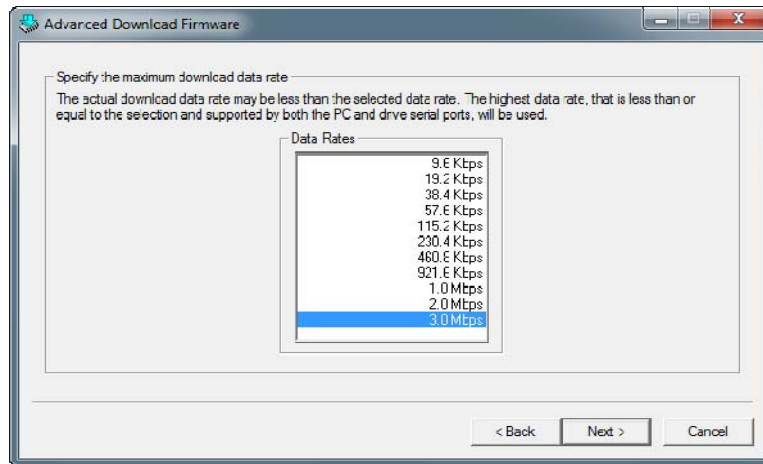 Advanced Download Firmware
Specify the maximum download data rate
The actual download data rate may be less than the selected data rate. The highest data rate, that is less than or
equal to the selection and supported by both the PC and drive serial ports, will be used.
Data Rates
9.6 Kbps
19.2 Kbps
38.4 Kbps
57.6 Kbps
115.2 Kbps
230.4 Kbps
460.8 Kbps
921.6 Kbps
1.0 Mbps
2.0 Mbps
3.0 Mbps
< Back Next > Cancel